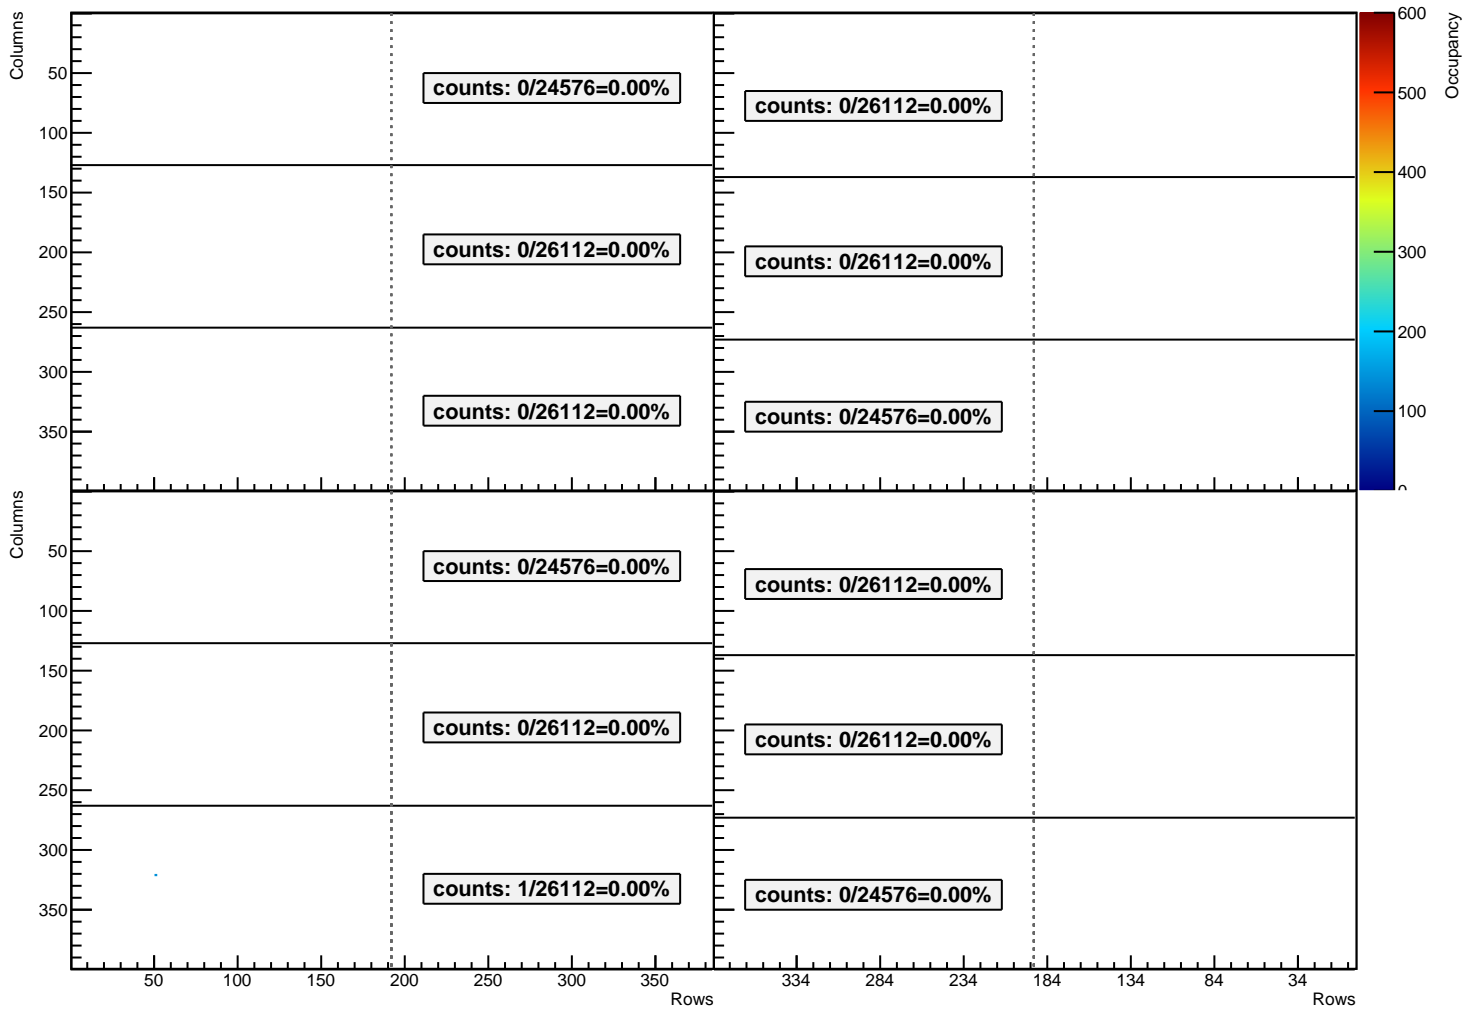 Columns
50
100
150
200
250
300
350
counts: 0/24576=0.00%
counts: 0/26112=0.00%
counts: 0/26112=0.00%
counts: 0/26112=0.00%
counts: 0/26112=0.00%
counts: 0/24576=0.00%
600
500
400
300
200
100
0
Occupancy
Columns
50
100
150
200
250
300
350
counts: 0/24576=0.00%
counts: 0/26112=0.00%
counts: 1/26112=0.00%
counts: 0/26112=0.00%
counts: 0/26112=0.00%
counts: 0/24576=0.00%
50 100 150 200 250 300 350
Rows
334 284 234 184 134 84 34
Rows